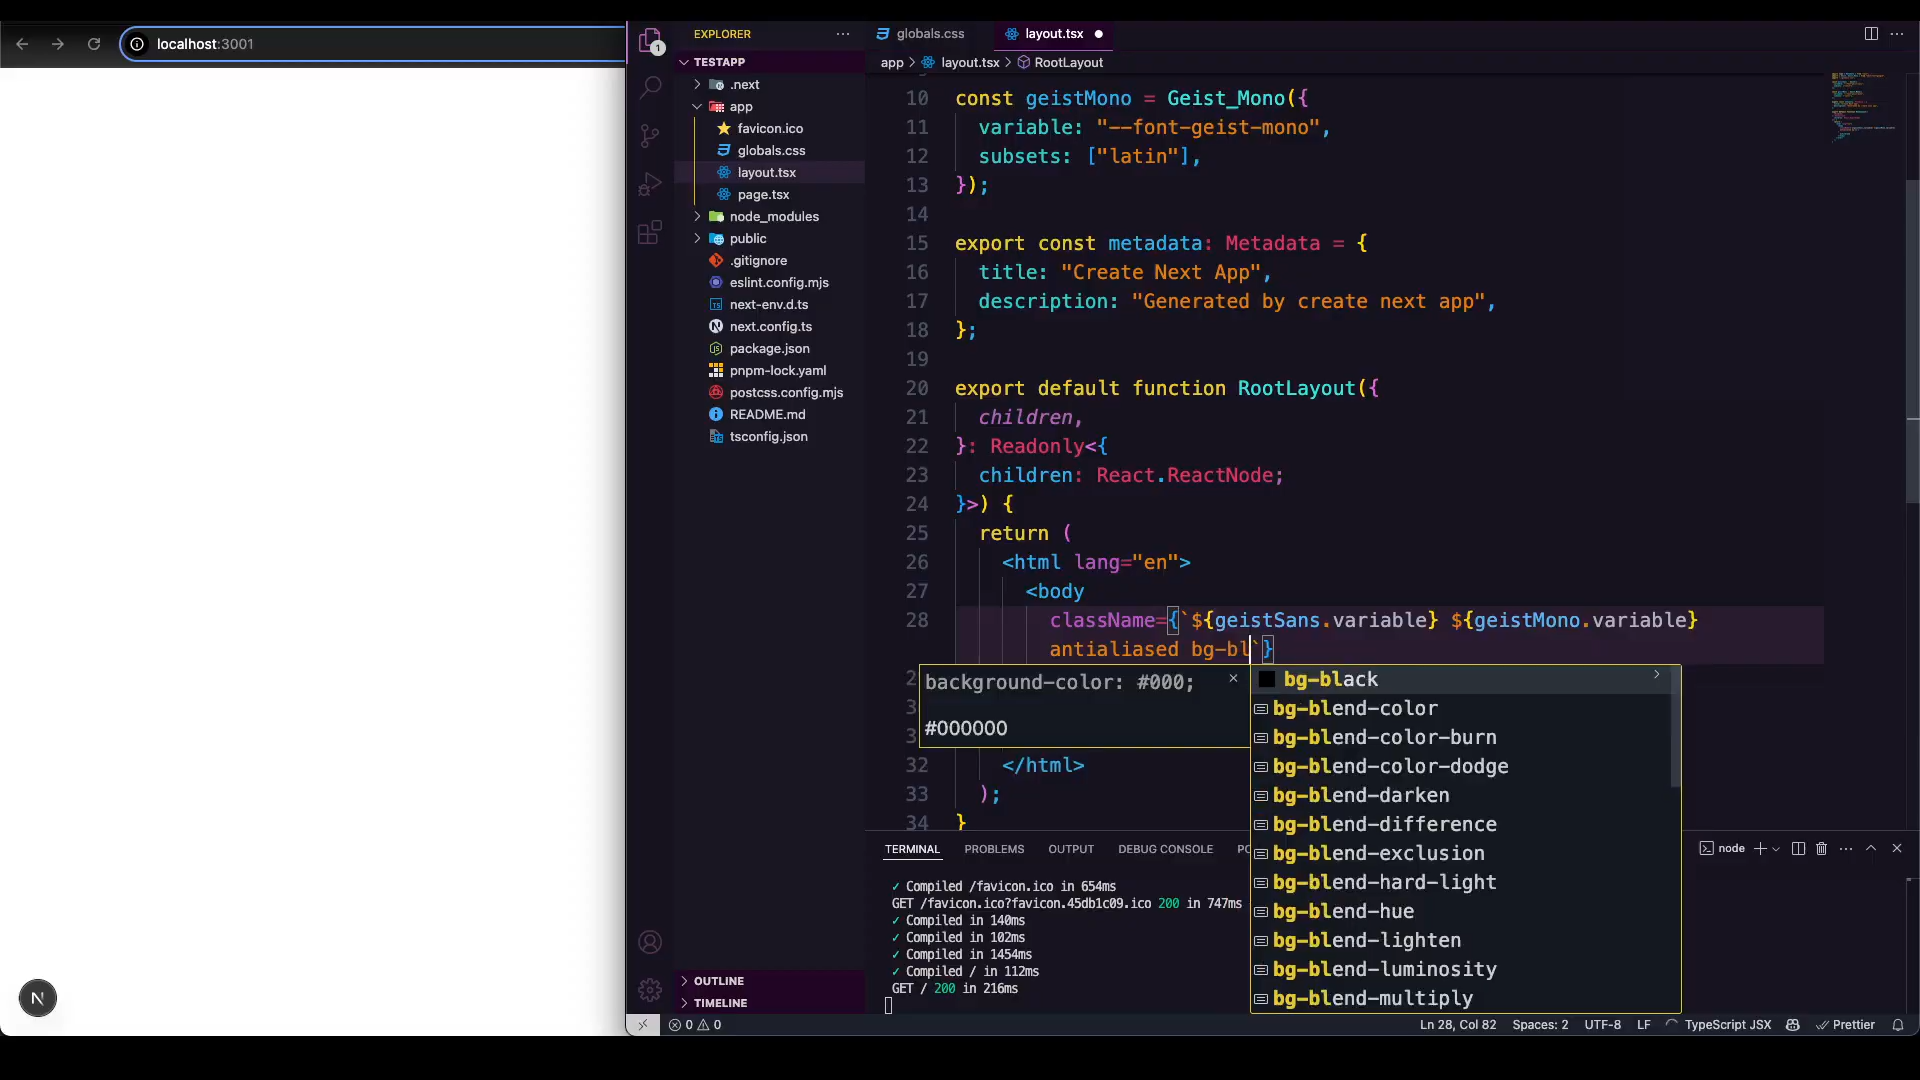 localhost:3001
1
EXPLORER
TESTAPP
.next
app
favicon.ico
globals.css
layout.tsx
page.tsx
node_modules
public
.gitignore
eslint.config.mjs
next-env.d.ts
next.config.ts
package.json
pnpm-lock.yaml
postcss.config.mjs
README.md
tsconfig.json
OUTLINE
TIMELINE
globals.css
layout.tsx
app > layout.tsx > RootLayout
10 const geistMono = Geist_Mono({
11 variable: "--font-geist-mono",
12 subsets: ["latin"],
13 });
14
15 export const metadata: Metadata = {
16 title: "Create Next App",
17 description: "Generated by create next app",
18 };
19
20 export default function RootLayout({
21 children,
22 }: Readonly<{
23 children: React.ReactNode;
24 }>) {
25 return (
26 <html lang="en">
27 <body
28 className={`${geistSans.variable} ${geistMono.variable}
antialiased bg-bl`}
background-color: #000;
#000000
bg-black
bg-blend-color
bg-blend-color-burn
bg-blend-color-dodge
bg-blend-darken
bg-blend-difference
bg-blend-exclusion
bg-blend-hard-light
bg-blend-hue
bg-blend-lighten
bg-blend-luminosity
bg-blend-multiply
32 </html>
33 );
34 }
TERMINAL PROBLEMS OUTPUT DEBUG CONSOLE
node
✓ Compiled /favicon.ico in 654ms
GET /favicon.ico?favicon.45db1c09.ico 200 in 747ms
✓ Compiled in 140ms
✓ Compiled in 102ms
✓ Compiled in 1454ms
✓ Compiled / in 112ms
GET / 200 in 216ms
N
0 0
Ln 28, Col 82 Spaces: 2 UTF-8 LF TypeScript JSX Prettier